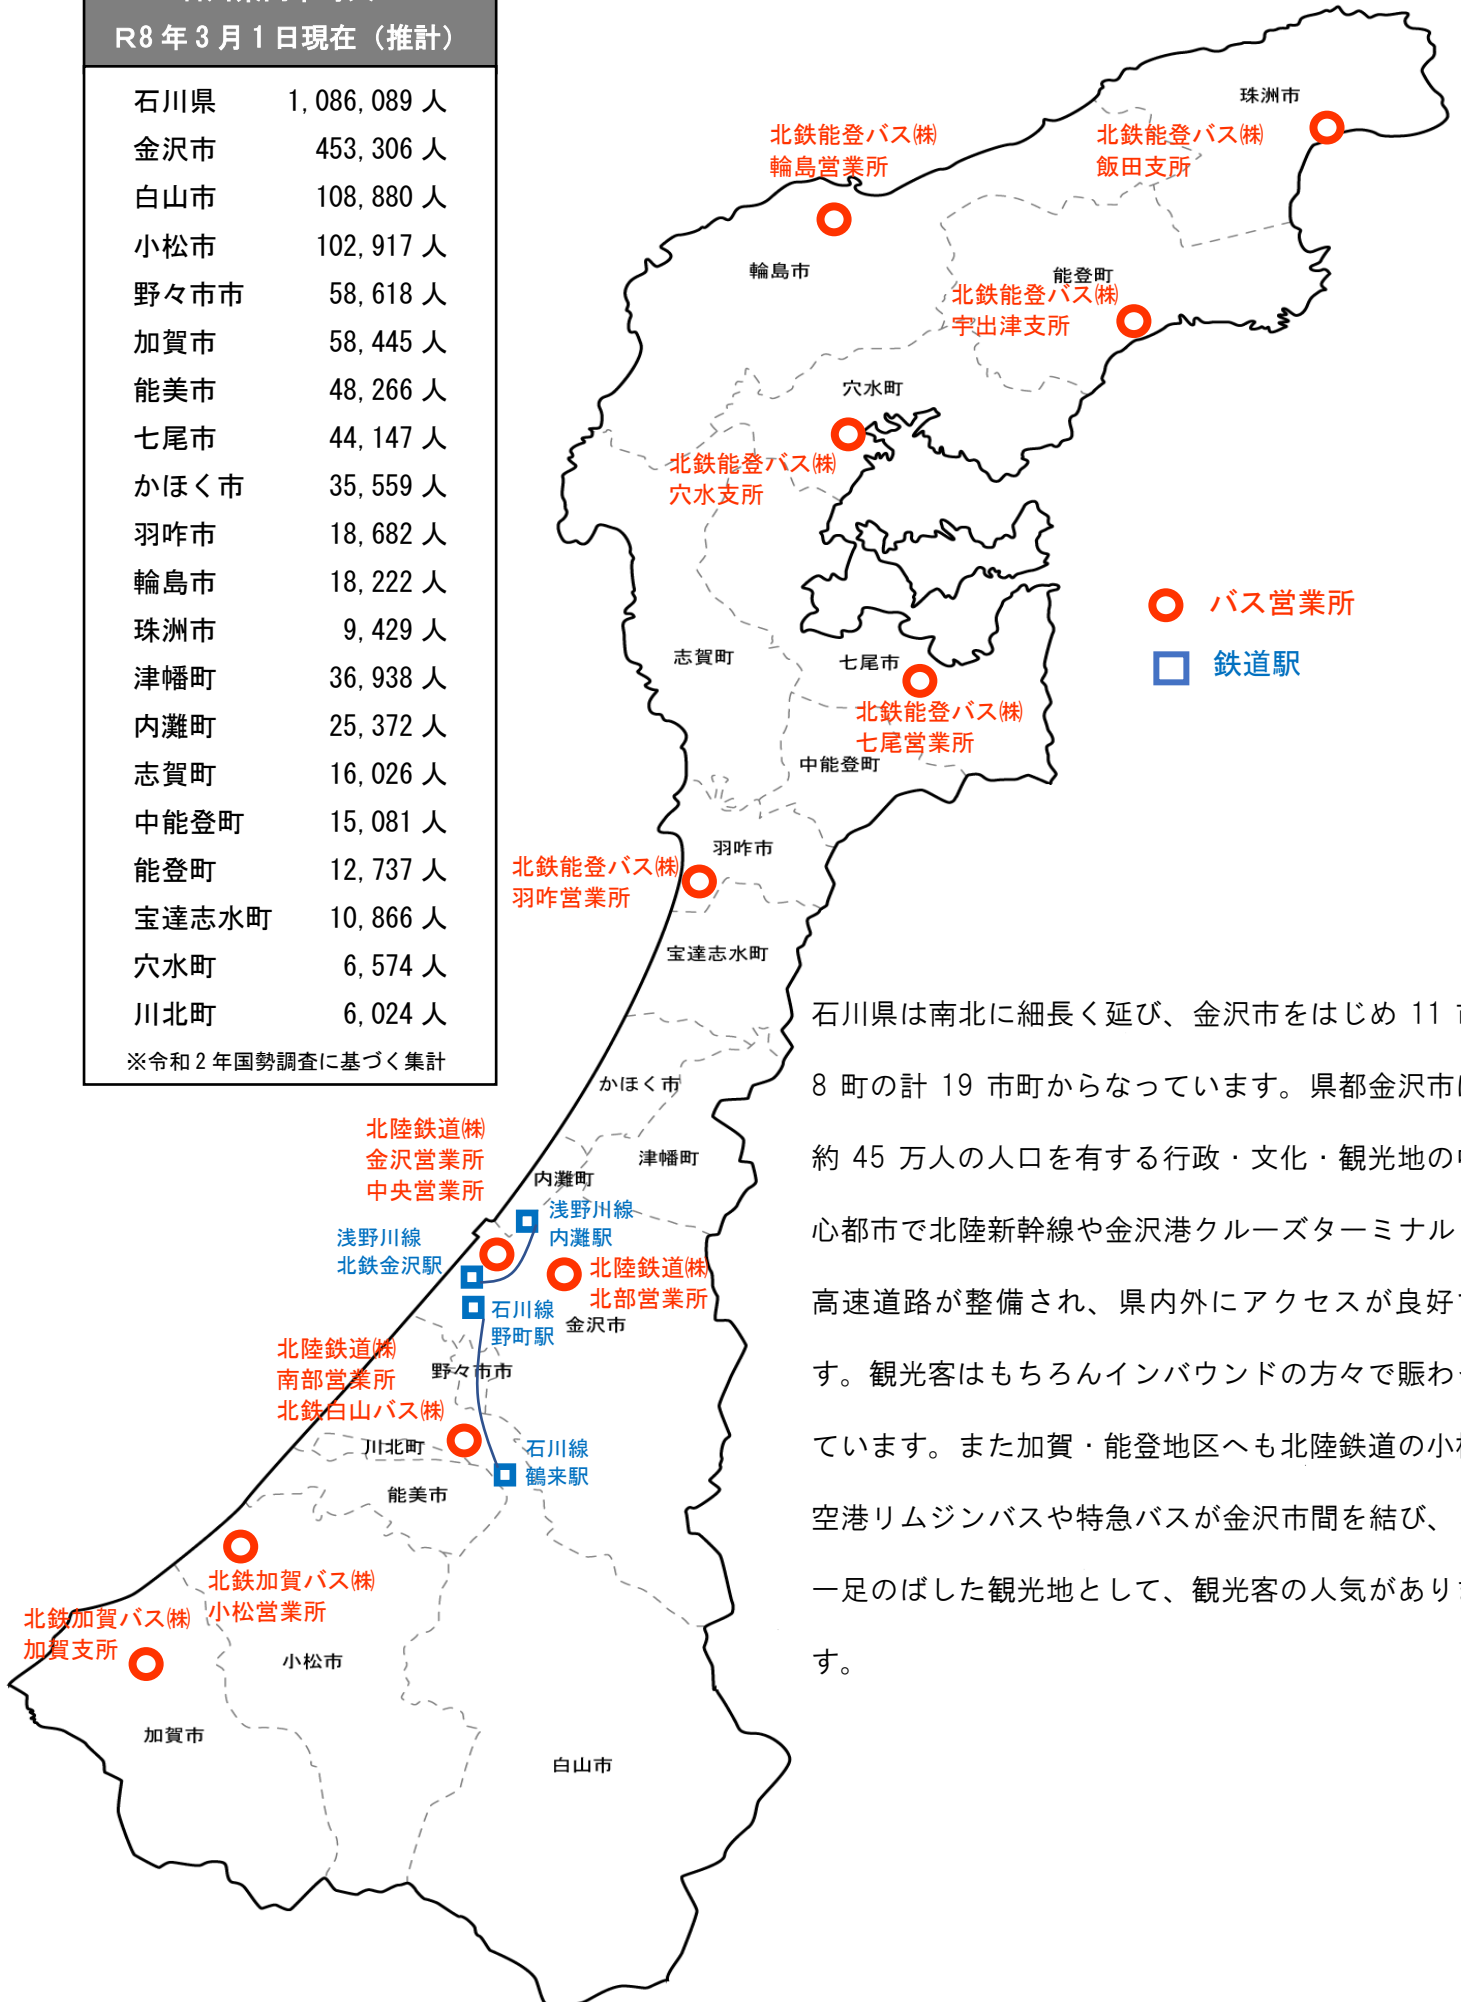 R8年3月1日現在（推計）
石川県 1,086,089人
金沢市 453,306人
白山市 108,880人
小松市 102,917人
野々市市 58,618人
加賀市 58,445人
能美市 48,266人
七尾市 44,147人
かほく市 35,559人
羽咋市 18,682人
輪島市 18,222人
珠洲市 9,429人
津幡町 36,938人
内灘町 25,372人
志賀町 16,026人
中能登町 15,081人
能登町 12,737人
宝達志水町 10,866人
穴水町 6,574人
川北町 6,024人
※令和2年国勢調査に基づく集計
珠洲市
北鉄能登バス㈱
飯田支所
北鉄能登バス㈱
輪島営業所
輪島市
能登町
北鉄能登バス㈱
宇出津支所
穴水町
北鉄能登バス㈱
穴水支所
バス営業所
鉄道駅
志賀町
七尾市
北鉄能登バス㈱
七尾営業所
中能登町
羽咋市
北鉄能登バス㈱
羽咋営業所
宝達志水町
かほく市
津幡町
内灘町
北陸鉄道㈱
金沢営業所
中央営業所
浅野川線
内灘駅
浅野川線
北鉄金沢駅
北陸鉄道㈱
北部営業所
石川線
野町駅
金沢市
北陸鉄道㈱
南部営業所
北鉄白山バス㈱
野々市市
川北町
石川線
鶴来駅
能美市
北鉄加賀バス㈱
小松営業所
北鉄加賀バス㈱
加賀支所
小松市
加賀市
白山市
石川県は南北に細長く延び、金沢市をはじめ 11
8 町の計 19 市町からなっています。県都金沢市
約 45 万人の人口を有する行政・文化・観光地の
心都市で北陸新幹線や金沢港クルーズターミナル
高速道路が整備され、県内外にアクセスが良好
す。観光客はもちろんインバウンドの方々で賑わ
ています。また加賀・能登地区へも北陸鉄道の小
空港リムジンバスや特急バスが金沢市間を結び、
一足のばした観光地として、観光客の人気があり
す。